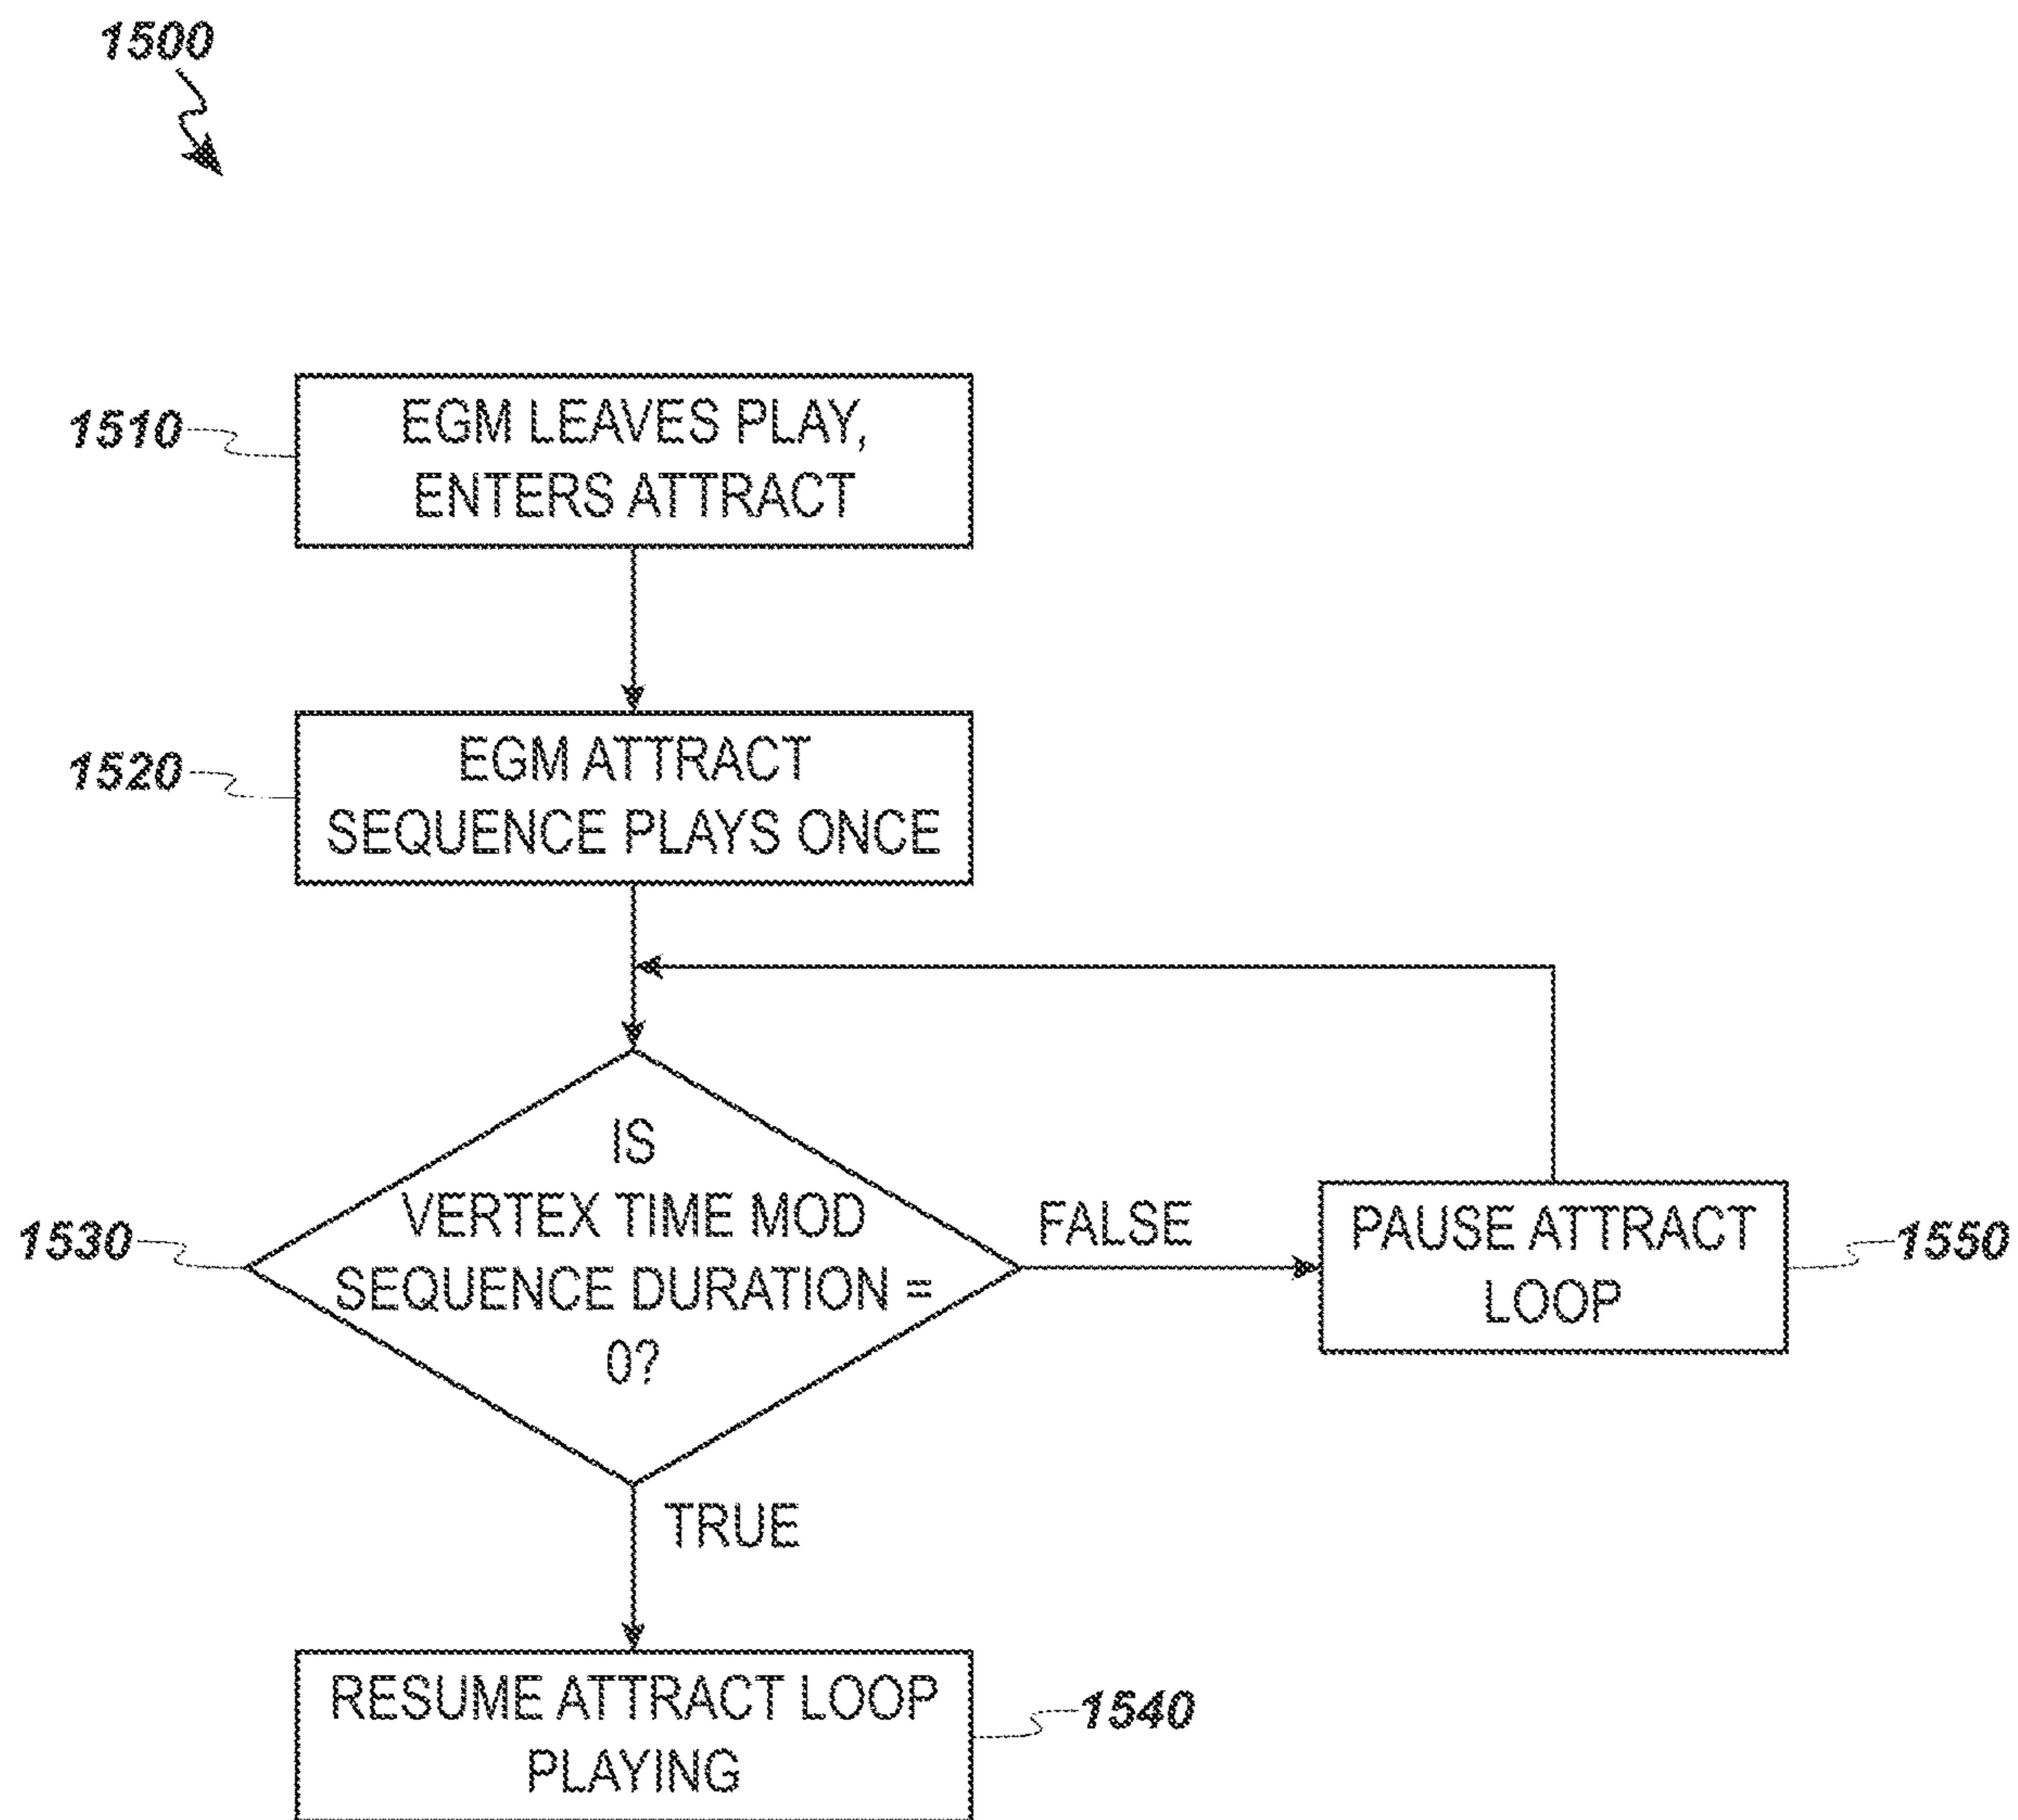 1500
1510
EGM LEAVES PLAY,
ENTERS ATTRACT
1520
EGM ATTRACT
SEQUENCE PLAYS ONCE
1530
IS
VERTEX TIME MOD
SEQUENCE DURATION =
0?
FALSE
PAUSE ATTRACT
LOOP
1550
TRUE
RESUME ATTRACT LOOP
PLAYING
1540